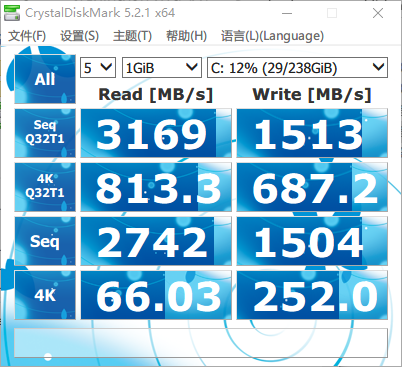 CrystalDiskMark 5.2.1 x64
文件(F) 设置(S) 主题(T) 帮助(H) 语言(L)(Language)
All 5 1GiB C: 12% (29/238GiB)
Read [MB/s] Write [MB/s]
Seq
Q32T1 3169 1513
4K
Q32T1 813.3 687.2
Seq 2742 1504
4K 66.03 252.0